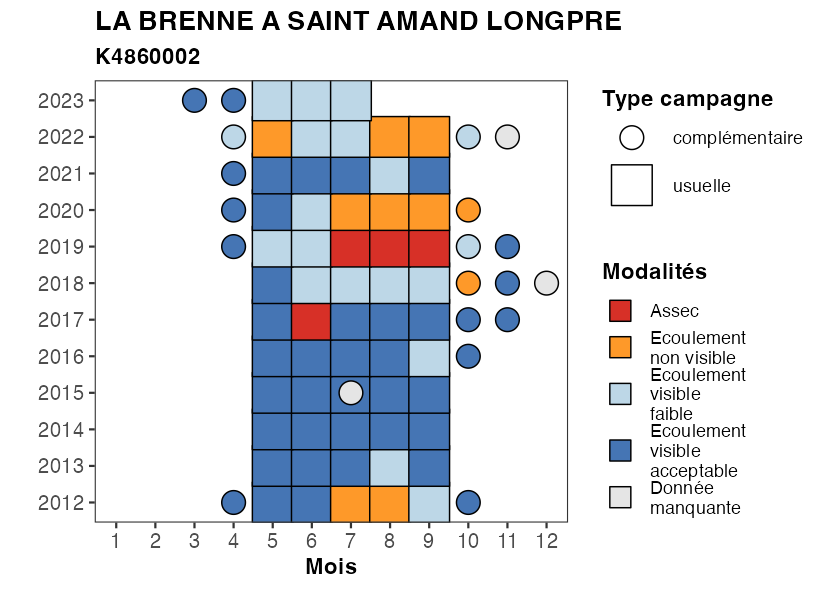 LA BRENNE A SAINT AMAND LONGPRE
K4860002
2023
2022
2021
2020
2019
2018
2017
2016
2015
2014
2013
2012
1 2 3 4 5 6 7 8 9 10 11 12
Mois
Type campagne
complémentaire
usuelle
Modalités
Assec
Ecoulement
non visible
Ecoulement
visible
faible
Ecoulement
visible
acceptable
Donnée
manquante